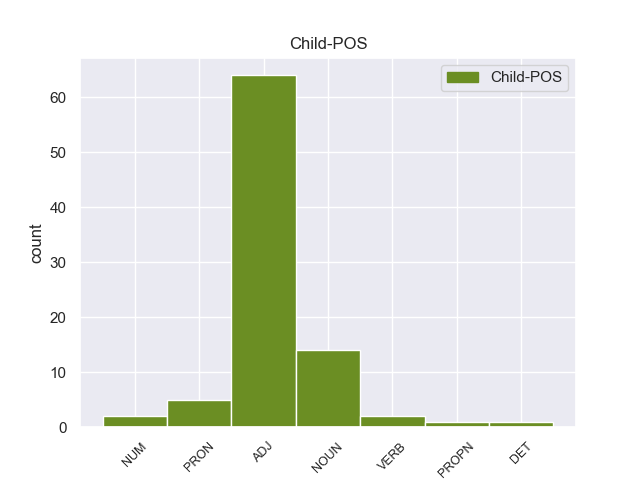 Child-POS
Child-POS
count
60
50
40
30
20
10
0
NUM
PRON
ADJ
NOUN
VERB
PROPN
DET